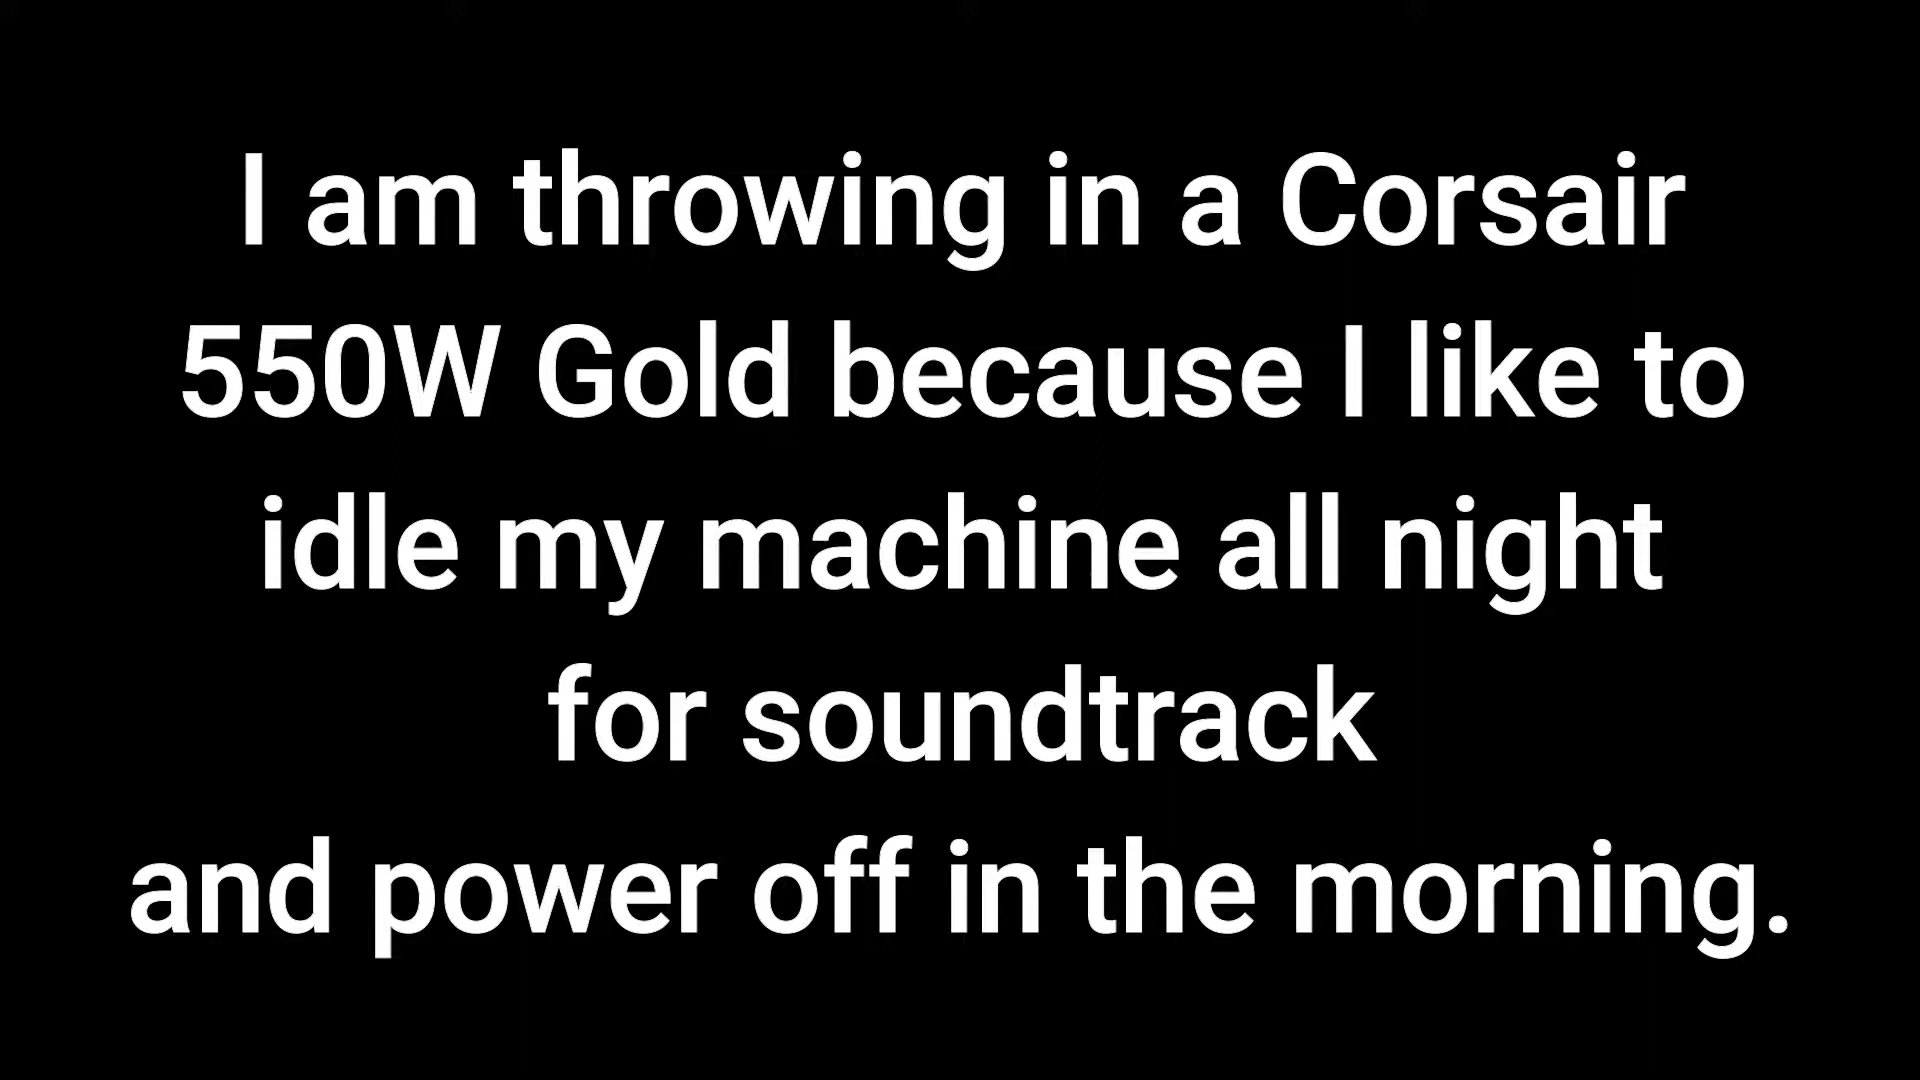 I am throwing in a Corsair
550W Gold because I like to
idle my machine all night
for soundtrack
and power off in the morning.